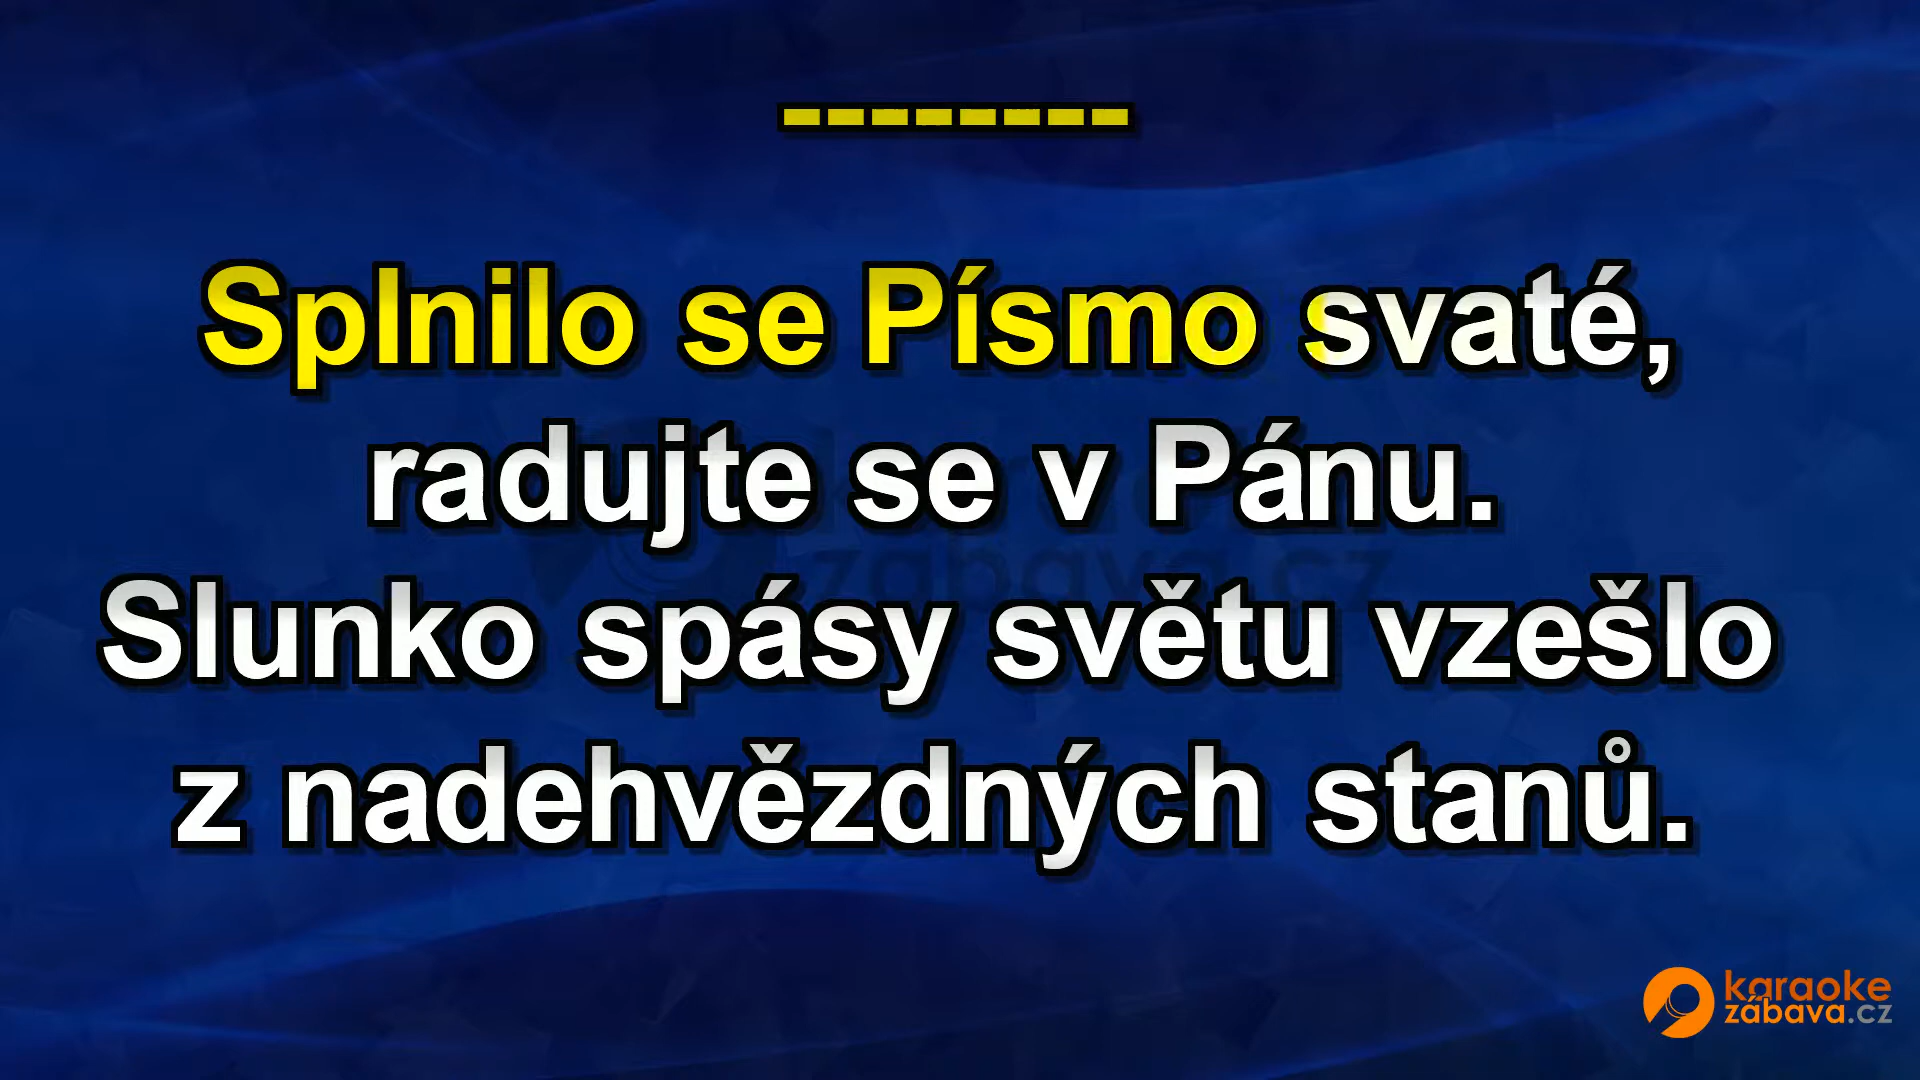 --------
Splnilo se Písmo svaté,
radujte se v Pánu.
Slunko spásy světu vzešlo
z nadehvězdných stanů.
karaoke
zábava.cz